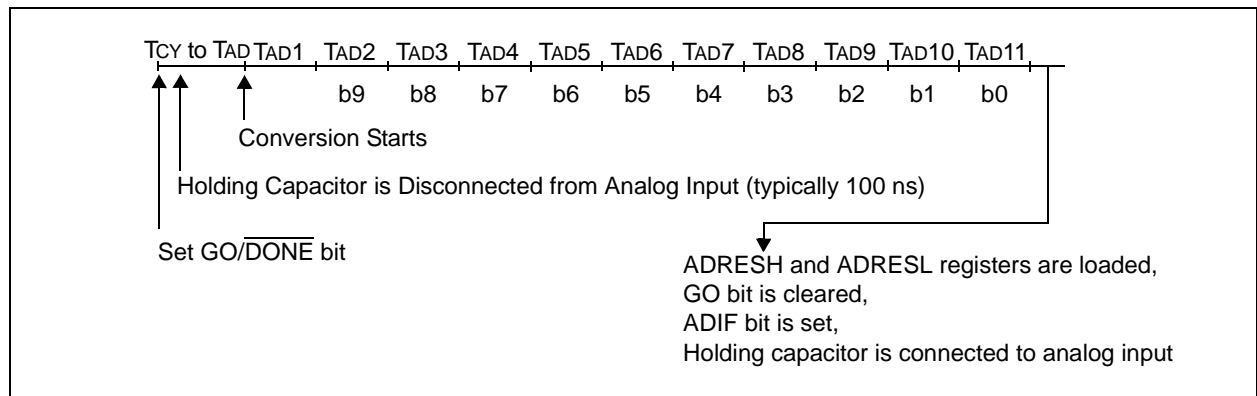 TCY to TAD TAD1 TAD2 TAD3 TAD4 TAD5 TAD6 TAD7 TAD8 TAD9 TAD10 TAD11
b9 b8 b7 b6 b5 b4 b3 b2 b1 b0
Conversion Starts
Holding Capacitor is Disconnected from Analog Input (typically 100 ns)
Set GO/DONE bit
ADRESH and ADRESL registers are loaded,
GO bit is cleared,
ADIF bit is set,
Holding capacitor is connected to analog input